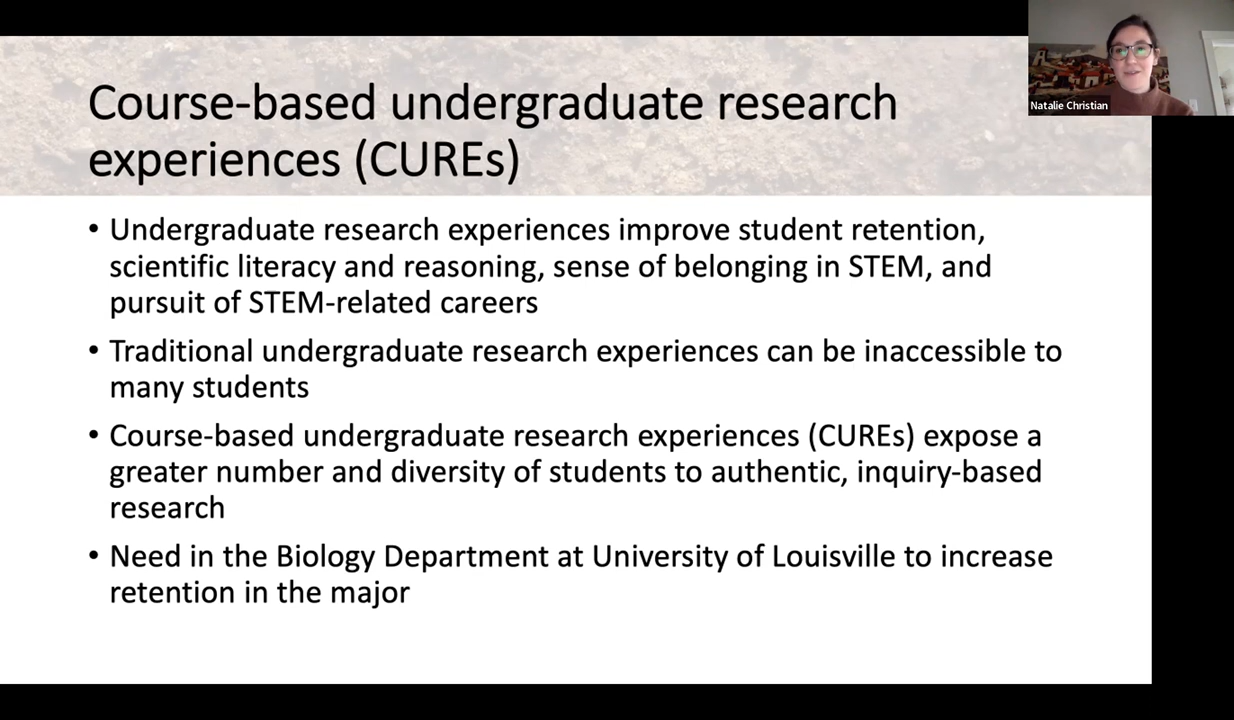 Course-based undergraduate research
experiences (CUREs)
Natalie Christian
• Undergraduate research experiences improve student retention,
scientific literacy and reasoning, sense of belonging in STEM, and
pursuit of STEM-related careers
• Traditional undergraduate research experiences can be inaccessible to
many students
• Course-based undergraduate research experiences (CUREs) expose a
greater number and diversity of students to authentic, inquiry-based
research
• Need in the Biology Department at University of Louisville to increase
retention in the major